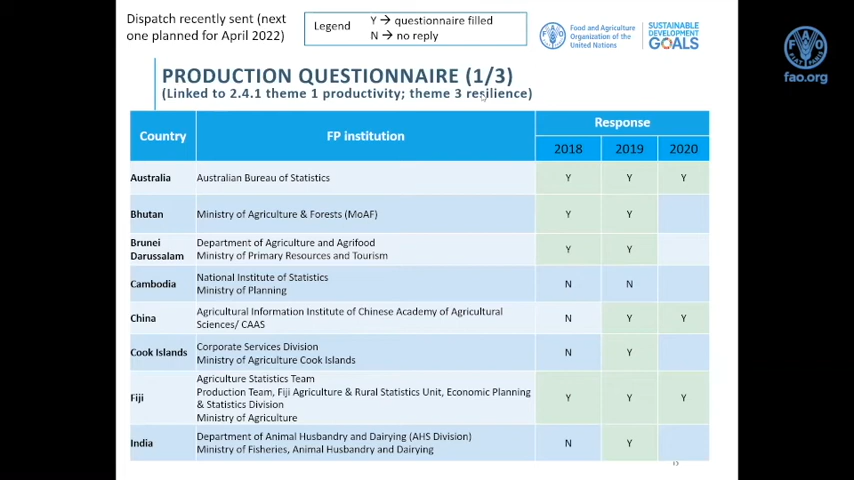 Dispatch recently sent (next
one planned for April 2022)
Legend
Y → questionnaire filled
N → no reply
Food and Agriculture
Organization of the
United Nations
SUSTAINABLE
DEVELOPMENT
GOALS
FAO
FIAT PANIS
fao.org
PRODUCTION QUESTIONNAIRE (1/3)
(Linked to 2.4.1 theme 1 productivity; theme 3 resilience)
Country
FP institution
Response
2018 2019 2020
Australia
Australian Bureau of Statistics
Y Y Y
Bhutan
Ministry of Agriculture & Forests (MoAF)
Y Y
Brunei
Darussalam
Department of Agriculture and Agrifood
Ministry of Primary Resources and Tourism
Y Y
Cambodia
National Institute of Statistics
Ministry of Planning
N N
China
Agricultural Information Institute of Chinese Academy of Agricultural
Sciences/ CAAS
N Y Y
Cook Islands
Corporate Services Division
Ministry of Agriculture Cook Islands
N Y
Fiji
Agriculture Statistics Team
Production Team, Fiji Agriculture & Rural Statistics Unit, Economic Planning
& Statistics Division
Ministry of Agriculture
Y Y Y
India
Department of Animal Husbandry and Dairying (AHS Division)
Ministry of Fisheries, Animal Husbandry and Dairying
N Y